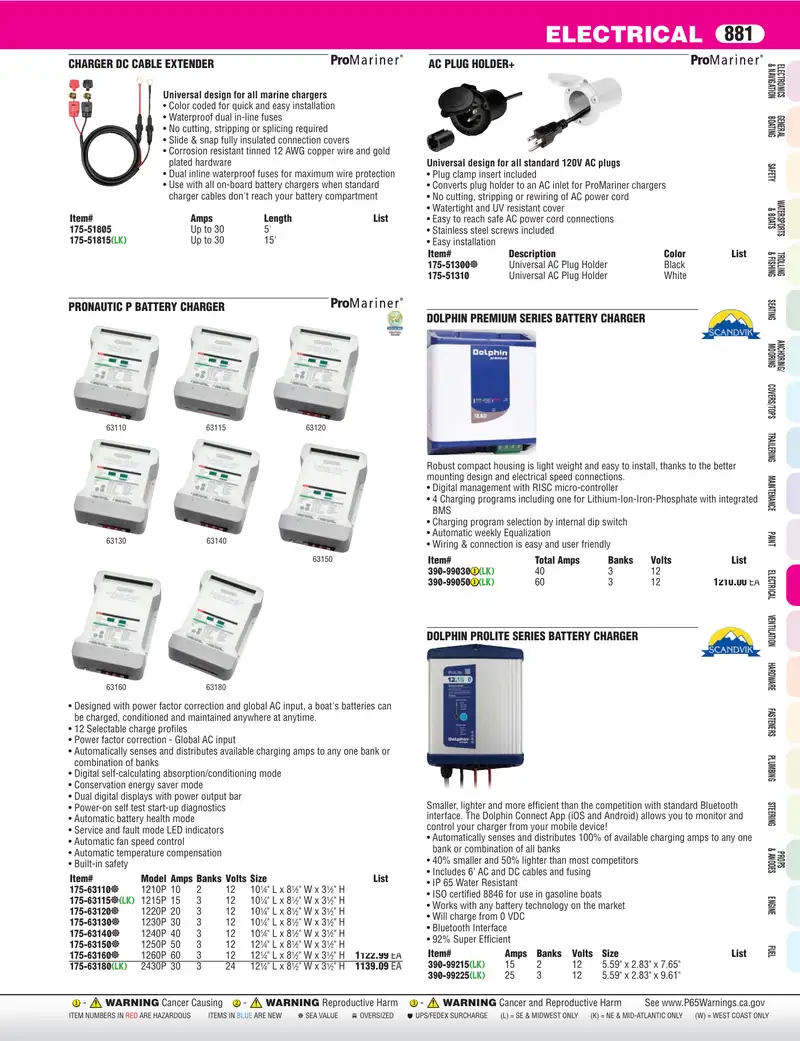 ELECTRICAL 881
CHARGER DC CABLE EXTENDER
ProMariner®
Universal design for all marine chargers
• Color coded for quick and easy installation
• Waterproof dual in-line fuses
• No cutting, stripping or splicing required
• Slide & snap fully insulated connection covers
• Corrosion resistant tinned 12 AWG copper wire and gold
plated hardware
• Dual inline waterproof fuses for maximum wire protection
• Use with all on-board battery chargers when standard
charger cables don't reach your battery compartment
Item# Amps Length List
175-51805 Up to 30 5'
175-51815(LK) Up to 30 15'
PRONAUTIC P BATTERY CHARGER
ProMariner®
63110 63115 63120
63130 63140
63150
63160 63180
• Designed with power factor correction and global AC input, a boat's batteries can
be charged, conditioned and maintained anywhere at anytime.
• 12 Selectable charge profiles
• Power factor correction - Global AC input
• Automatically senses and distributes available charging amps to any one bank or
combination of banks
• Digital self-calculating absorption/conditioning mode
• Conservation energy saver mode
• Dual digital displays with power output bar
• Power-on self test start-up diagnostics
• Automatic battery health mode
• Service and fault mode LED indicators
• Automatic fan speed control
• Automatic temperature compensation
• Built-in safety
Item# Model Amps Banks Volts Size List
175-63110 1210P 10 2 12 10¼" L x 8½" W x 3½" H
175-63115(LK) 1215P 15 3 12 10¼" L x 8½" W x 3½" H
175-63120 1220P 20 3 12 10¼" L x 8½" W x 3½" H
175-63130 1230P 30 3 12 10¼" L x 8½" W x 3½" H
175-63140 1240P 40 3 12 10¼" L x 8½" W x 3½" H
175-63150 1250P 50 3 12 12¼" L x 8½" W x 3½" H
175-63160 1260P 60 3 12 12¼" L x 8½" W x 3½" H 1122.99 EA
175-63180(LK) 2430P 30 3 24 12¼" L x 8½" W x 3½" H 1139.09 EA
AC PLUG HOLDER+
ProMariner®
Universal design for all standard 120V AC plugs
• Plug clamp insert included
• Converts plug holder to an AC inlet for ProMariner chargers
• No cutting, stripping or rewiring of AC power cord
• Watertight and UV resistant cover
• Easy to reach safe AC power cord connections
• Stainless steel screws included
• Easy installation
Item# Description Color List
175-51300 Universal AC Plug Holder Black
175-51310 Universal AC Plug Holder White
DOLPHIN PREMIUM SERIES BATTERY CHARGER
SCANDVIK
Dolphin
premium
Robust compact housing is light weight and easy to install, thanks to the better
mounting design and electrical speed connections.
• Digital management with RISC micro-controller
• 4 Charging programs including one for Lithium-Ion-Iron-Phosphate with integrated
BMS
• Charging program selection by internal dip switch
• Automatic weekly Equalization
• Wiring & connection is easy and user friendly
Item# Total Amps Banks Volts List
390-99030 3 (LK) 40 3 12
390-99050 3 (LK) 60 3 12 1210.00 EA
DOLPHIN PROLITE SERIES BATTERY CHARGER
SCANDVIK
ProLite
Dolphin
Smaller, lighter and more efficient than the competition with standard Bluetooth
interface. The Dolphin Connect App (iOS and Android) allows you to monitor and
control your charger from your mobile device!
• Automatically senses and distributes 100% of available charging amps to any one
bank or combination of all banks
• 40% smaller and 50% lighter than most competitors
• Includes 6' AC and DC cables and fusing
• IP 65 Water Resistant
• ISO certified 8846 for use in gasoline boats
• Works with any battery technology on the market
• Will charge from 0 VDC
• Bluetooth Interface
• 92% Super Efficient
Item# Amps Banks Volts Size List
390-99215(LK) 15 2 12 5.59" x 2.83" x 7.65"
390-99225(LK) 25 3 12 5.59" x 2.83" x 9.61"
ELECTRONICS
& NAVIGATION
GENERAL
BOATING
SAFETY
WATERSPORTS
& BOATS
TROLLING
& FISHING
SEATING
ANCHORING/
MOORING
COVERS/TOPS
TRAILERING
MAINTENANCE
PAINT
ELECTRICAL
VENTILATION
HARDWARE
FASTENERS
PLUMBING
STEERING
PROPS
& ANODES
ENGINE
FUEL
1 - WARNING Cancer Causing 2 - WARNING Reproductive Harm 3 - WARNING Cancer and Reproductive Harm See www.P65Warnings.ca.gov
ITEM NUMBERS IN RED ARE HAZARDOUS ITEMS IN BLUE ARE NEW SEA VALUE OVERSIZED UPS/FEDEX SURCHARGE (L) = SE & MIDWEST ONLY (K) = NE & MID-ATLANTIC ONLY (W) = WEST COAST ONLY